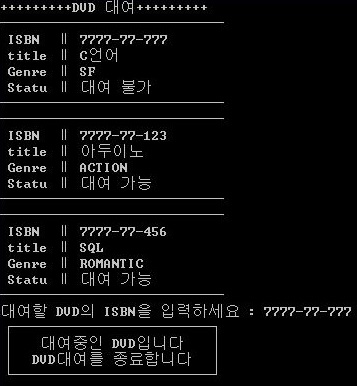 +++++++++DVD 대여+++++++++
ISBN ‖ 7777-77-777
title ‖ C언어
Genre ‖ SF
Statu ‖ 대여 불가
ISBN ‖ 7777-77-123
title ‖ 아두이노
Genre ‖ ACTION
Statu ‖ 대여 가능
ISBN ‖ 7777-77-456
title ‖ SQL
Genre ‖ ROMANTIC
Statu ‖ 대여 가능
대여할 DVD의 ISBN을 입력하세요 : 7777-77-777
대여중인 DVD입니다
DVD대여를 종료합니다